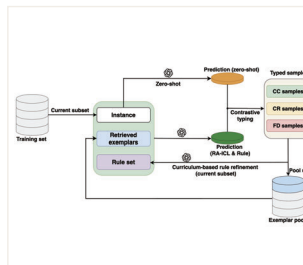 Typed sampl
Prediction (zero-shot)
Zero-shot
CC samples
Current subset
Instance
Contrastive
typing
CR samples
Training set
Retrieved
exemplars
FD samples
Prediction
(RA-ICL & Rule)
Rule set
Curriculum-based rule refinement
(current subset)
Pool
Exemplar poo